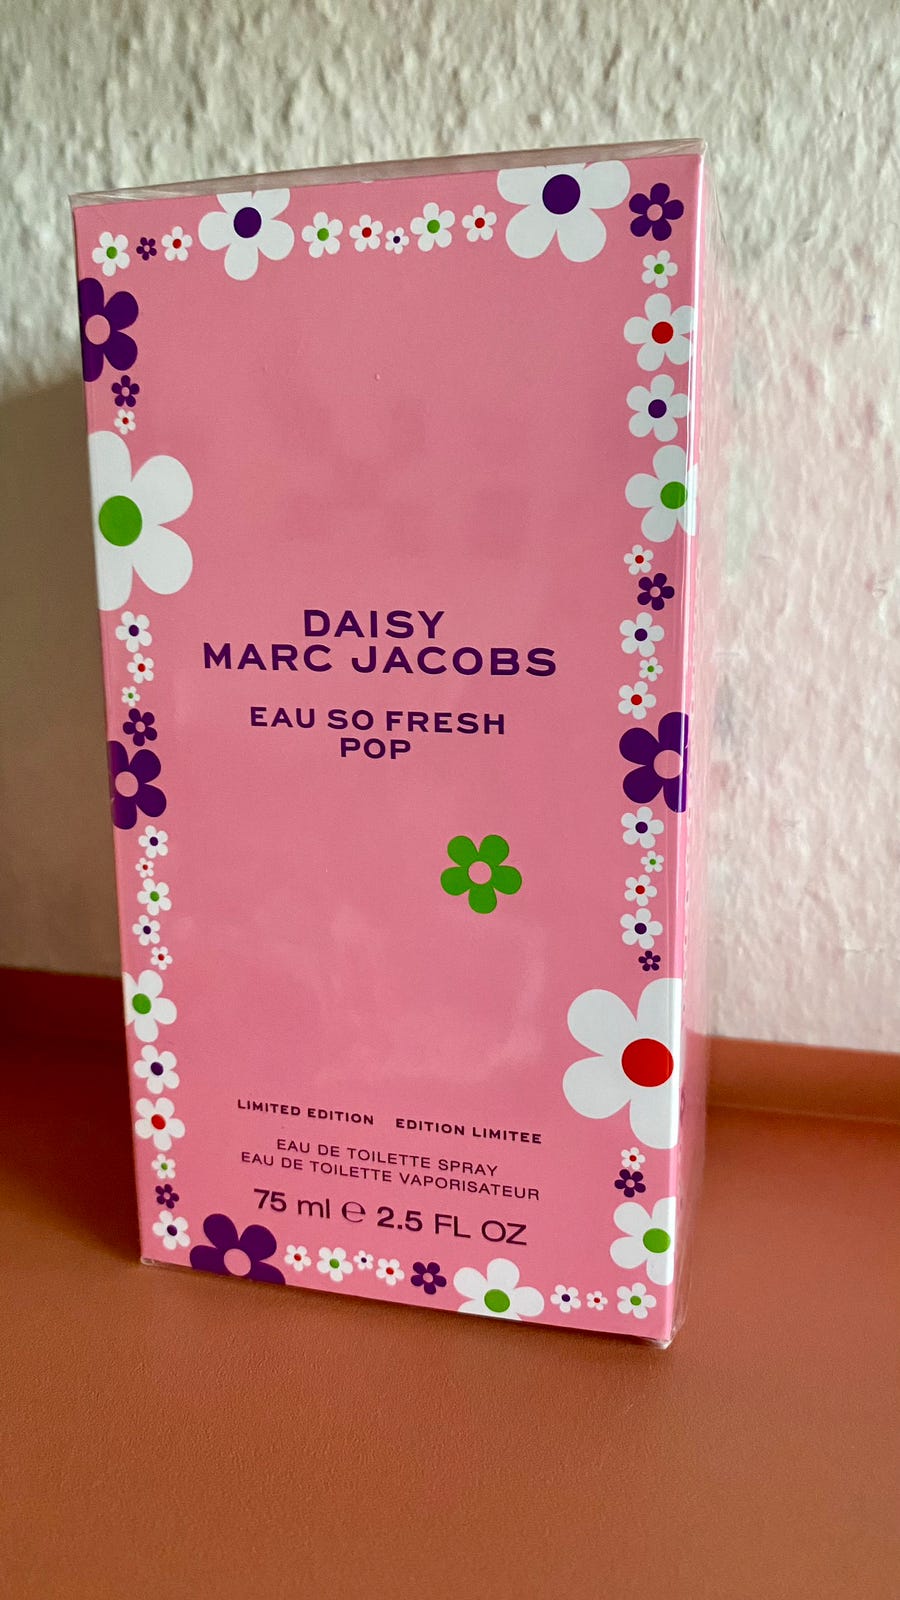 DAISY
MARC JACOBS
EAU SO FRESH
POP
LIMITED EDITION EDITION LIMITEE
EAU DE TOILETTE SPRAY
EAU DE TOILETTE VAPORISATEUR
75 ml ℮ 2.5 FL OZ